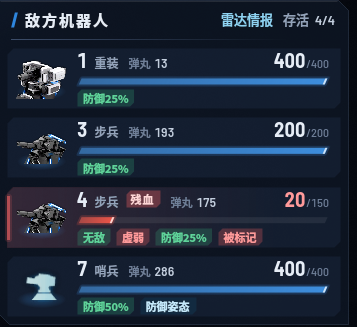 敌方机器人 雷达情报 存活 4/4
1 重装 弹丸 13 400/400
防御25%
3 步兵 弹丸 193 200/200
防御25%
4 步兵 残血 弹丸 175 20/150
无敌 虚弱 防御25% 被标记
7 哨兵 弹丸 286 400/400
防御50% 防御姿态